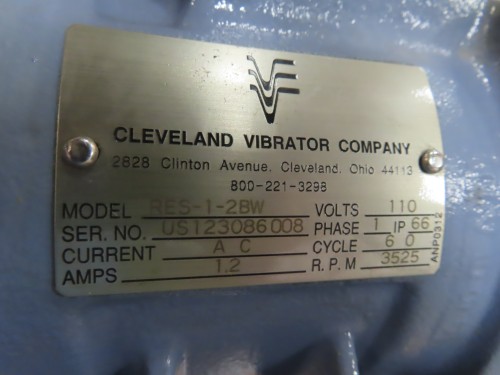 CLEVELAND VIBRATOR COMPANY
2828 Clinton Avenue. Cleveland. Ohio 44113
800-221-3298
MODEL RES-1-2BW VOLTS 110
SER. NO. US123086008 PHASE 1 IP 66
CURRENT A C CYCLE 6 0
AMPS 1.2 R. P. M 3525
ANP0312